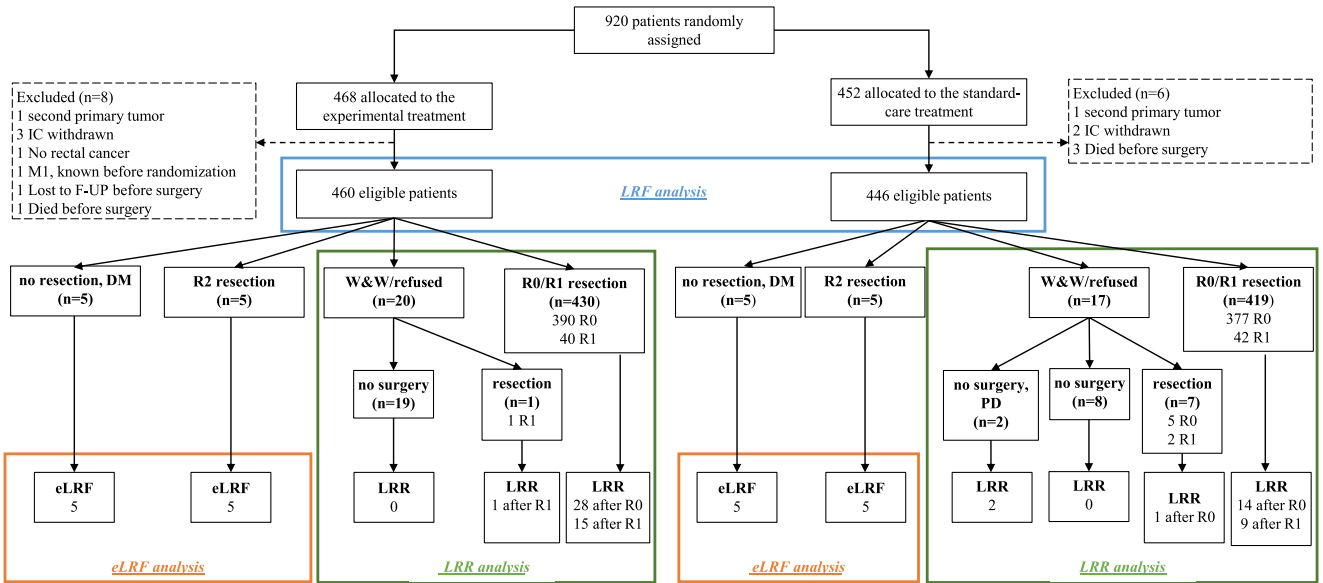 920 patients randomly
assigned
Excluded (n=8)
1 second primary tumor
3 IC withdrawn
1 No rectal cancer
1 M1, known before randomization
1 Lost to F-UP before surgery
1 Died before surgery
468 allocated to the
experimental treatment
452 allocated to the standard-
care treatment
Excluded (n=6)
1 second primary tumor
2 IC withdrawn
3 Died before surgery
460 eligible patients
LRF analysis
446 eligible patients
no resection, DM
(n=5)
R2 resection
(n=5)
W&W/refused
(n=20)
R0/R1 resection
(n=430)
390 R0
40 R1
no resection, DM
(n=5)
R2 resection
(n=5)
W&W/refused
(n=17)
R0/R1 resection
(n=419)
377 R0
42 R1
no surgery
(n=19)
resection
(n=1)
1 R1
no surgery,
PD
(n=2)
no surgery
(n=8)
resection
(n=7)
5 R0
2 R1
eLRF
5
eLRF
5
LRR
0
LRR
1 after R1
LRR
28 after R0
15 after R1
eLRF
5
eLRF
5
LRR
2
LRR
0
LRR
1 after R0
LRR
14 after R0
9 after R1
eLRF analysis
LRR analysis
eLRF analysis
LRR analysis